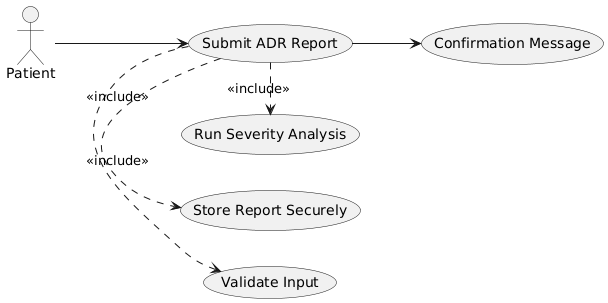 Submit ADR Report
Confirmation Message
Patient
«include»
«include»
Run Severity Analysis
«include»
Store Report Securely
Validate Input